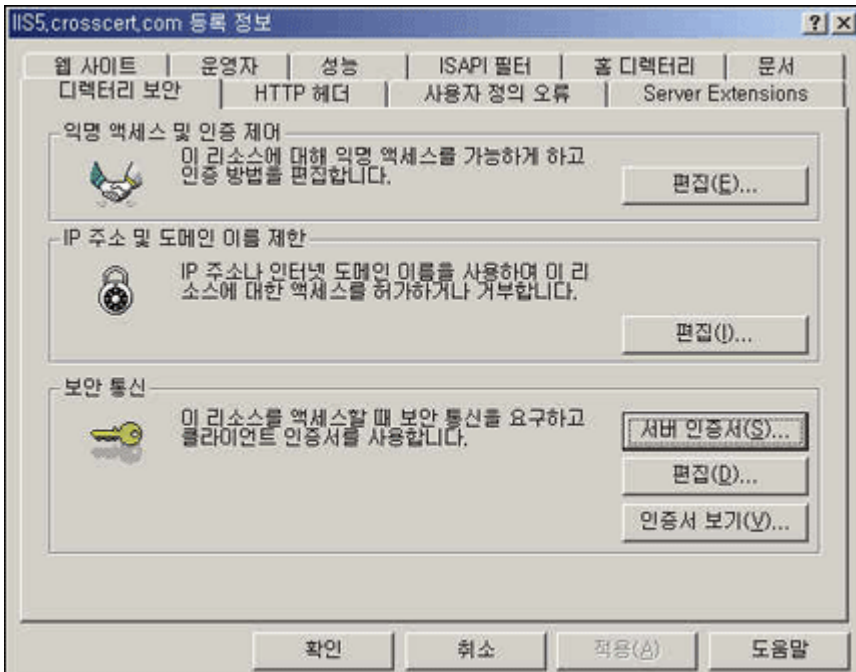 IIS5.crosscert.com 등록 정보
웹 사이트 운영자 성능 ISAPI 필터 홈 디렉터리 문서
디렉터리 보안 HTTP 헤더 사용자 정의 오류 Server Extensions
익명 액세스 및 인증 제어
이 리소스에 대해 익명 액세스를 가능하게 하고
인증 방법을 편집합니다.
편집(E)...
IP 주소 및 도메인 이름 제한
IP 주소나 인터넷 도메인 이름을 사용하여 이 리
소스에 대한 액세스를 허가하거나 거부합니다.
편집(I)...
보안 통신
이 리소스를 액세스할 때 보안 통신을 요구하고
클라이언트 인증서를 사용합니다.
서버 인증서(S)...
편집(D)...
인증서 보기(V)...
확인 취소 적용(A) 도움말